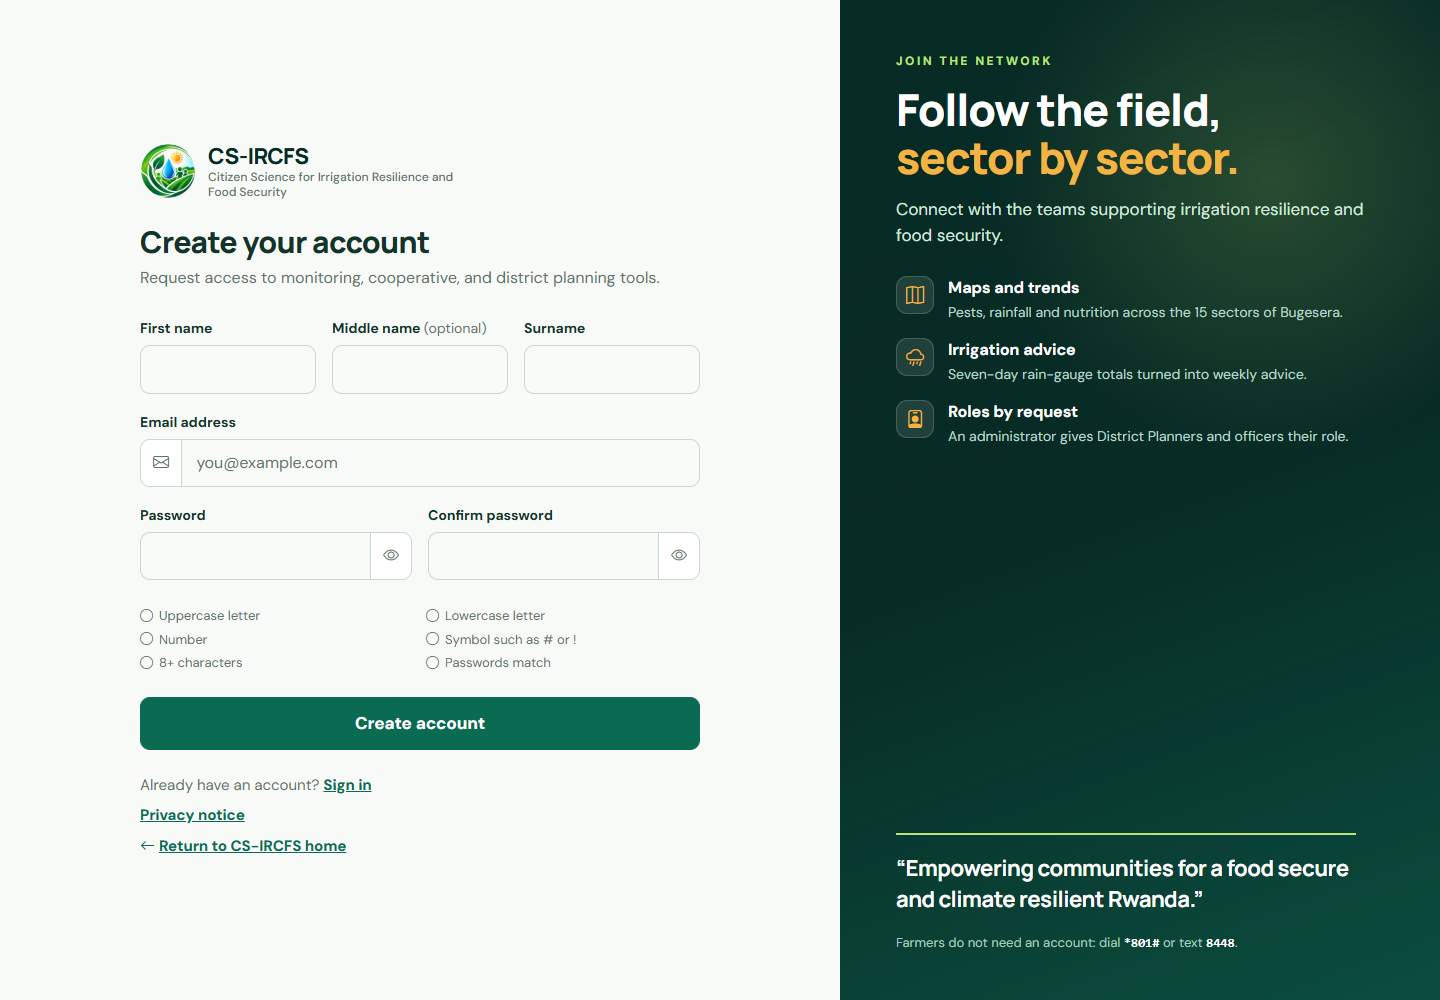 CS-IRCFS
Citizen Science for Irrigation Resilience and
Food Security
Create your account
Request access to monitoring, cooperative, and district planning tools.
First name
Middle name (optional)
Surname
Email address
you@example.com
Password
Confirm password
Uppercase letter
Lowercase letter
Number
Symbol such as # or !
8+ characters
Passwords match
Create account
Already have an account? Sign in
Privacy notice
← Return to CS-IRCFS home
JOIN THE NETWORK
Follow the field,
sector by sector.
Connect with the teams supporting irrigation resilience and
food security.
Maps and trends
Pests, rainfall and nutrition across the 15 sectors of Bugesera.
Irrigation advice
Seven-day rain-gauge totals turned into weekly advice.
Roles by request
An administrator gives District Planners and officers their role.
“Empowering communities for a food secure
and climate resilient Rwanda.”
Farmers do not need an account: dial *801# or text 8448.